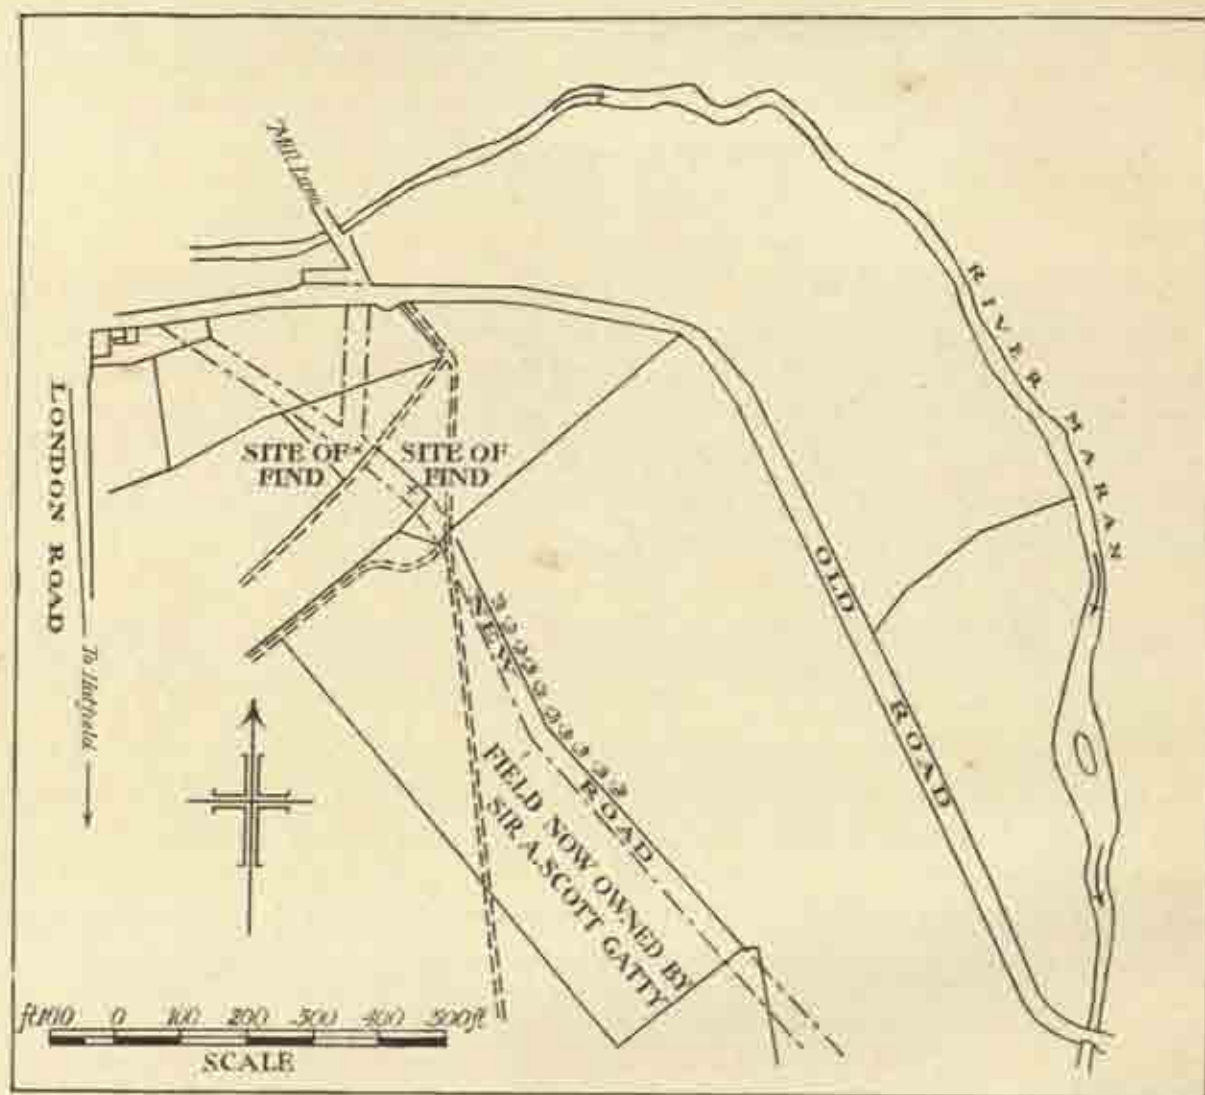 Mill Lane
RIVER MARAN
LONDON ROAD
SITE OF
FIND
SITE OF
FIND
OLD ROAD
To Hatfield
NEW ROAD
FIELD NOW OWNED BY
SIR A. SCOTT GATTY
ft100 0 100 200 300 400 500ft
SCALE